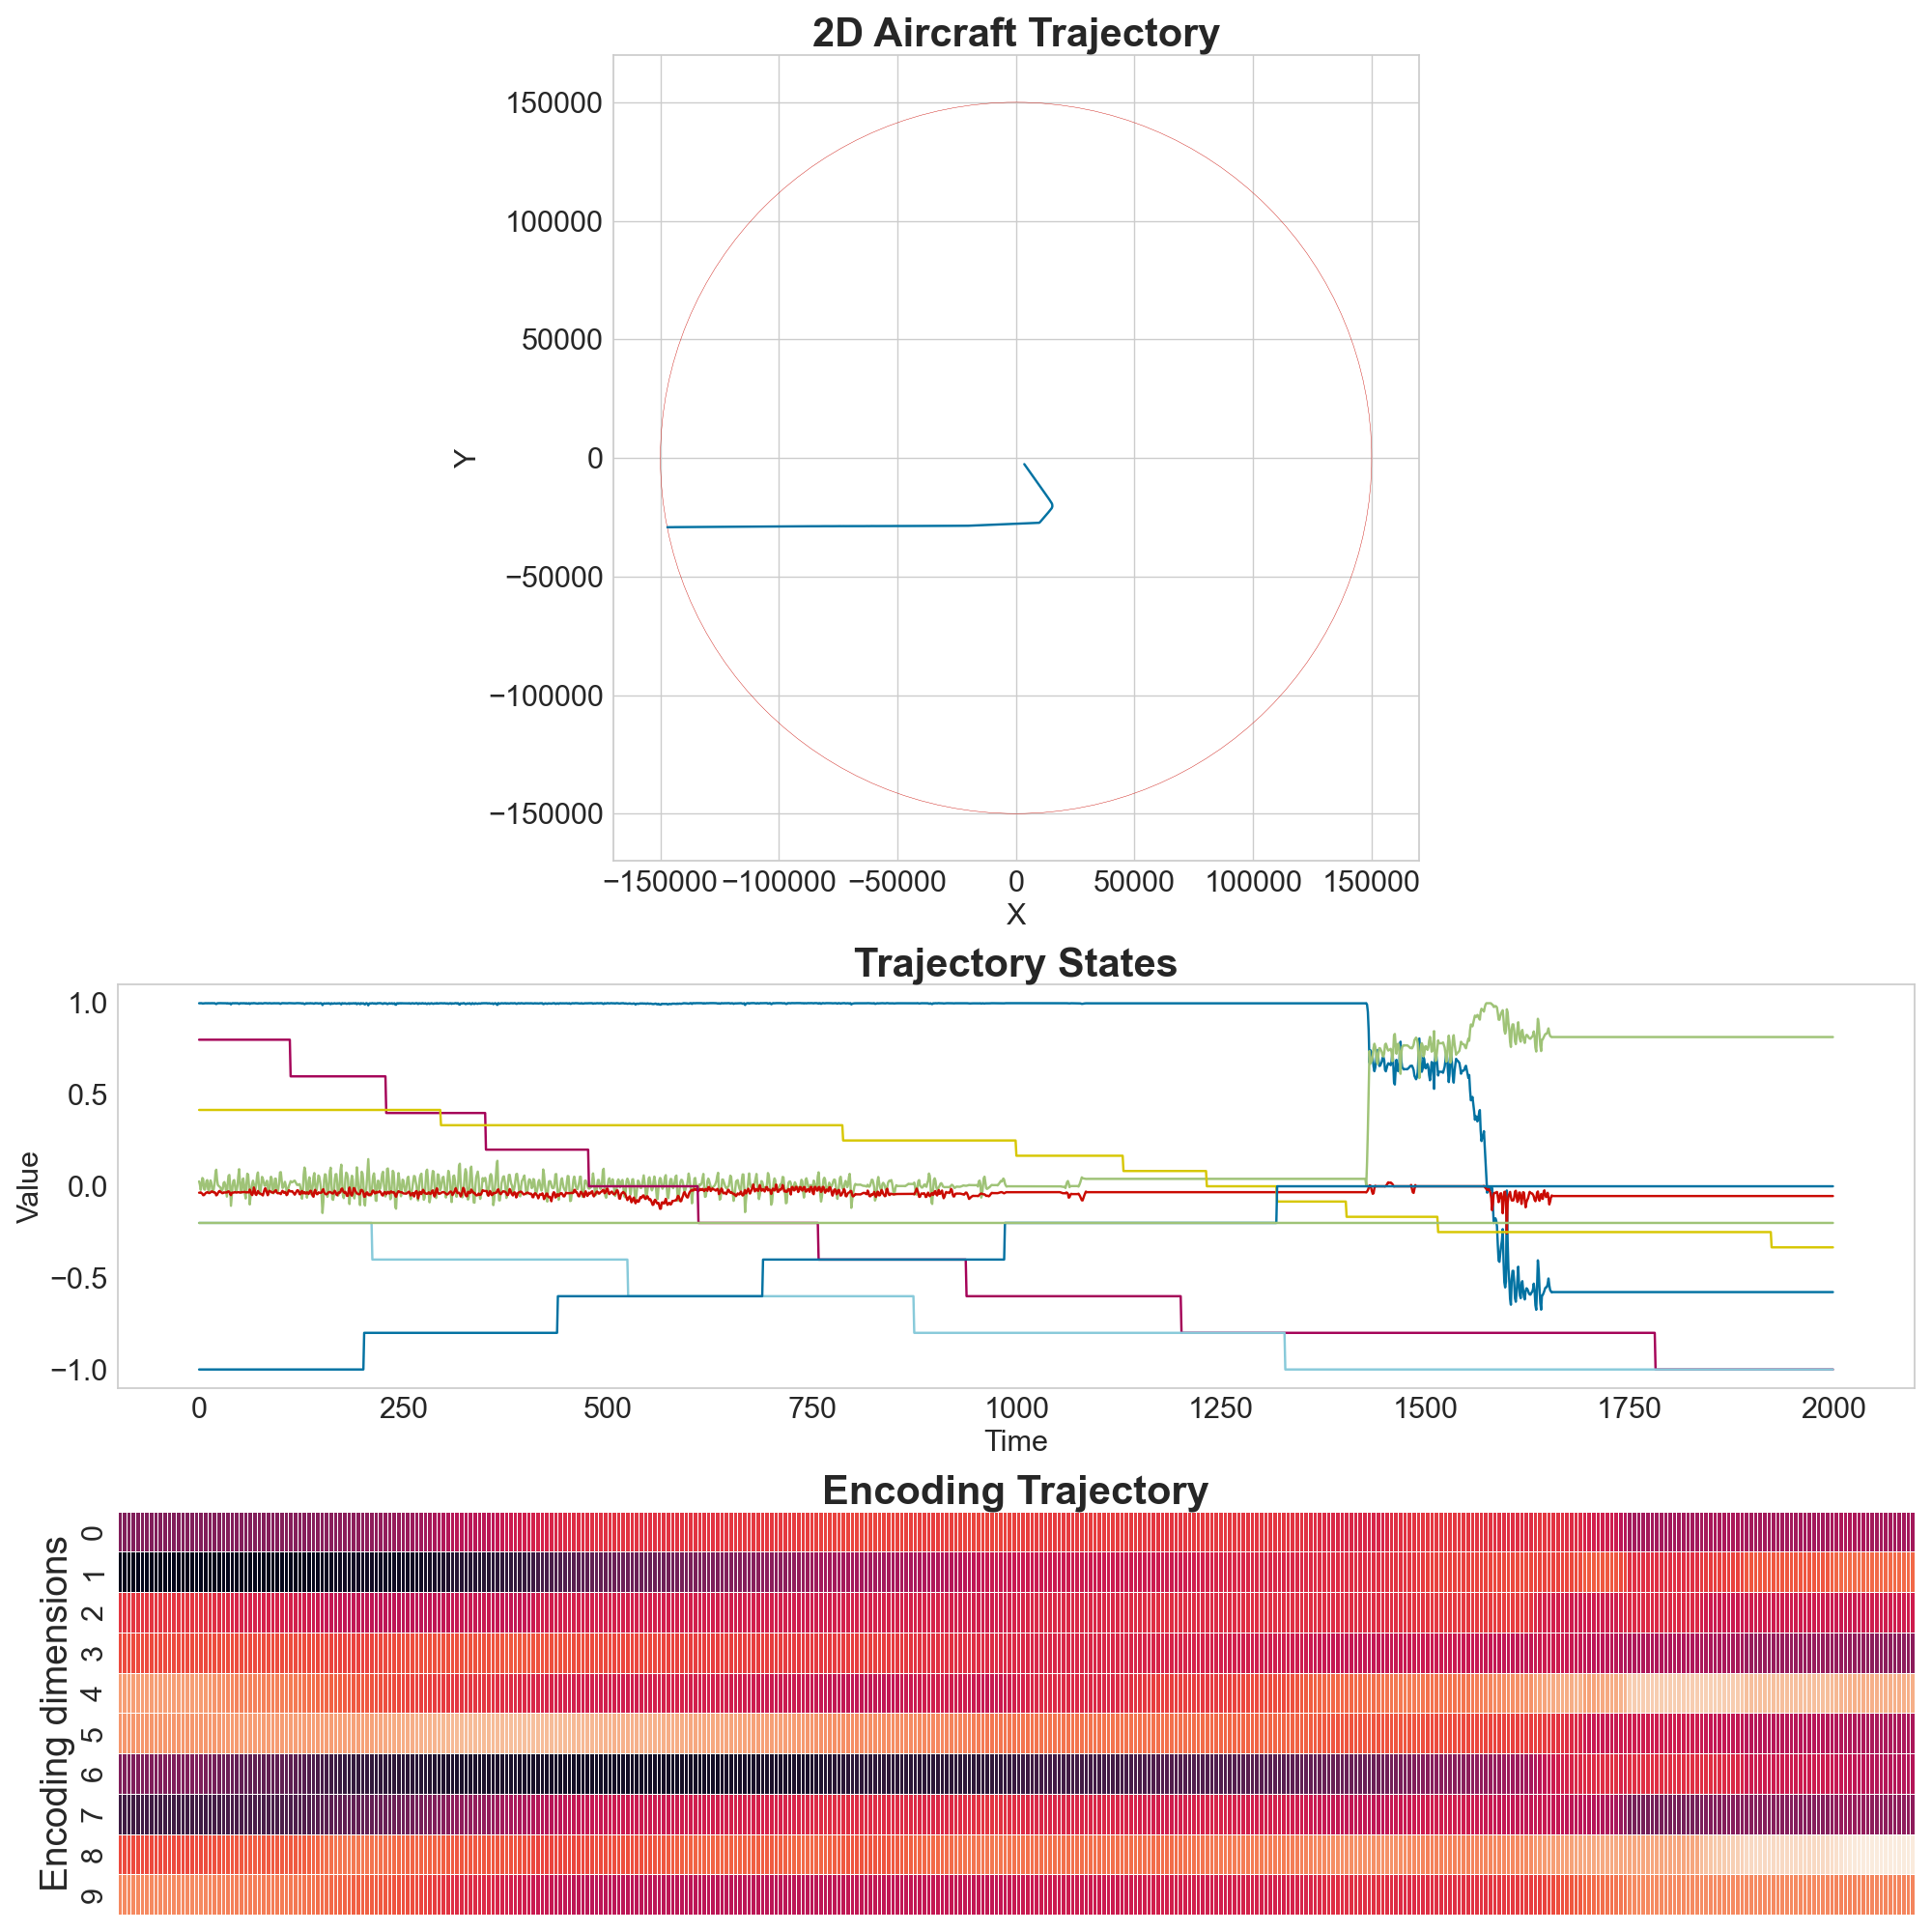 2D Aircraft Trajectory
150000
100000
50000
0
−50000
−100000
−150000
Y
−150000 −100000 −50000 0 50000 100000 150000
X
Trajectory States
1.0
0.5
0.0
−0.5
−1.0
Value
0 250 500 750 1000 1250 1500 1750 2000
Time
Encoding Trajectory
Encoding dimensions
0
1
2
3
4
5
6
7
8
9